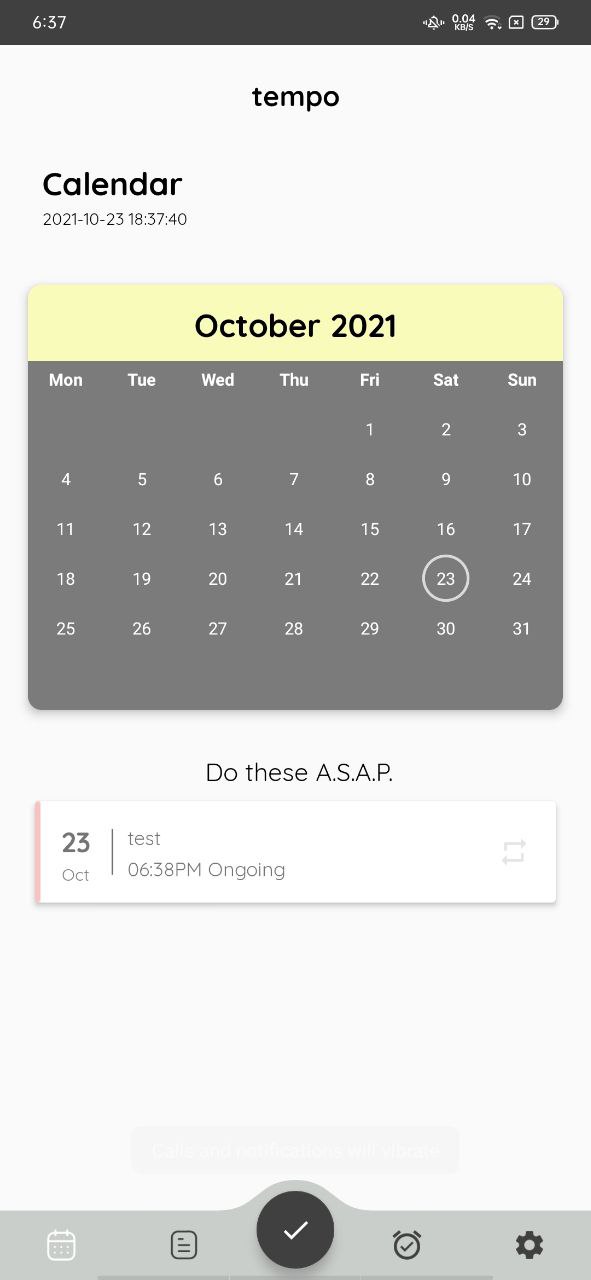 6:37 0.04 KB/S 29
tempo
Calendar
2021-10-23 18:37:40
October 2021
Mon Tue Wed Thu Fri Sat Sun
1 2 3
4 5 6 7 8 9 10
11 12 13 14 15 16 17
18 19 20 21 22 23 24
25 26 27 28 29 30 31
Do these A.S.A.P.
23 test
Oct 06:38PM Ongoing
Calls and notifications will vibrate